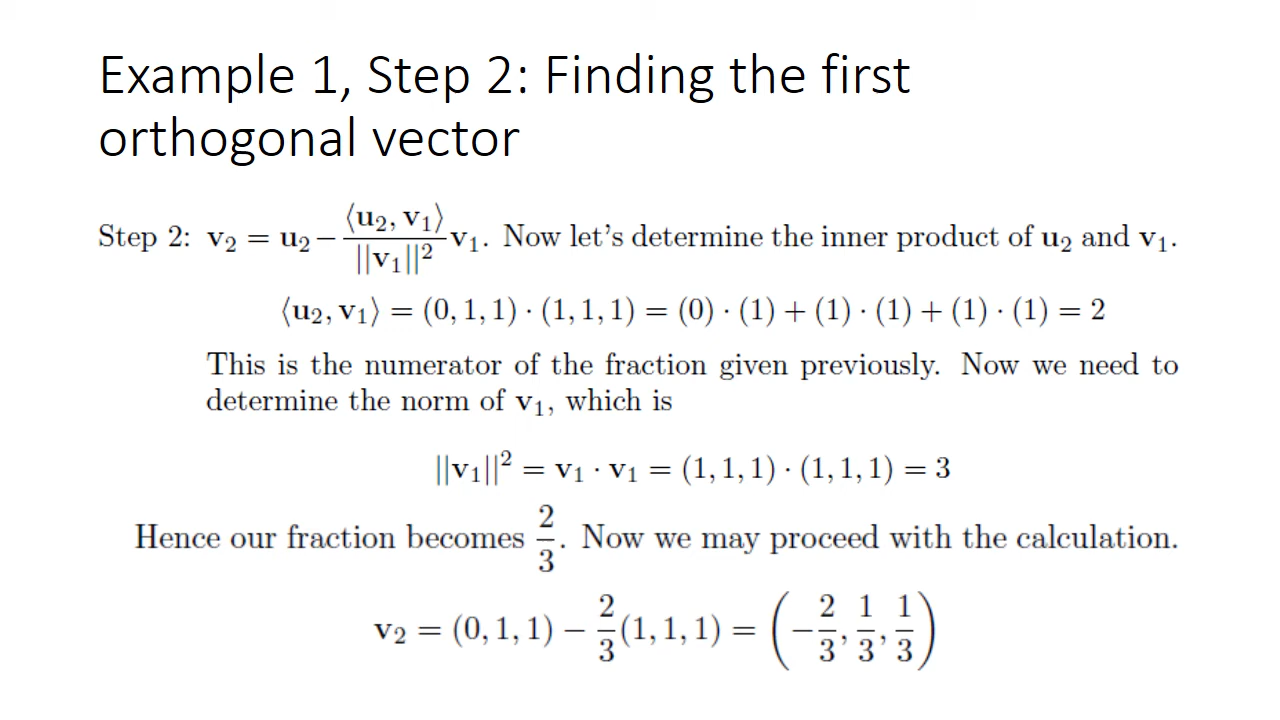 Example 1, Step 2: Finding the first
orthogonal vector
Step 2: v₂ = u₂ − ⟨u₂, v₁⟩/||v₁||² v₁. Now let's determine the inner product of u₂ and v₁.
⟨u₂, v₁⟩ = (0, 1, 1) · (1, 1, 1) = (0) · (1) + (1) · (1) + (1) · (1) = 2
This is the numerator of the fraction given previously. Now we need to
determine the norm of v₁, which is
||v₁||² = v₁ · v₁ = (1, 1, 1) · (1, 1, 1) = 3
Hence our fraction becomes 2/3. Now we may proceed with the calculation.
v₂ = (0, 1, 1) − 2/3(1, 1, 1) = (−2/3, 1/3, 1/3)